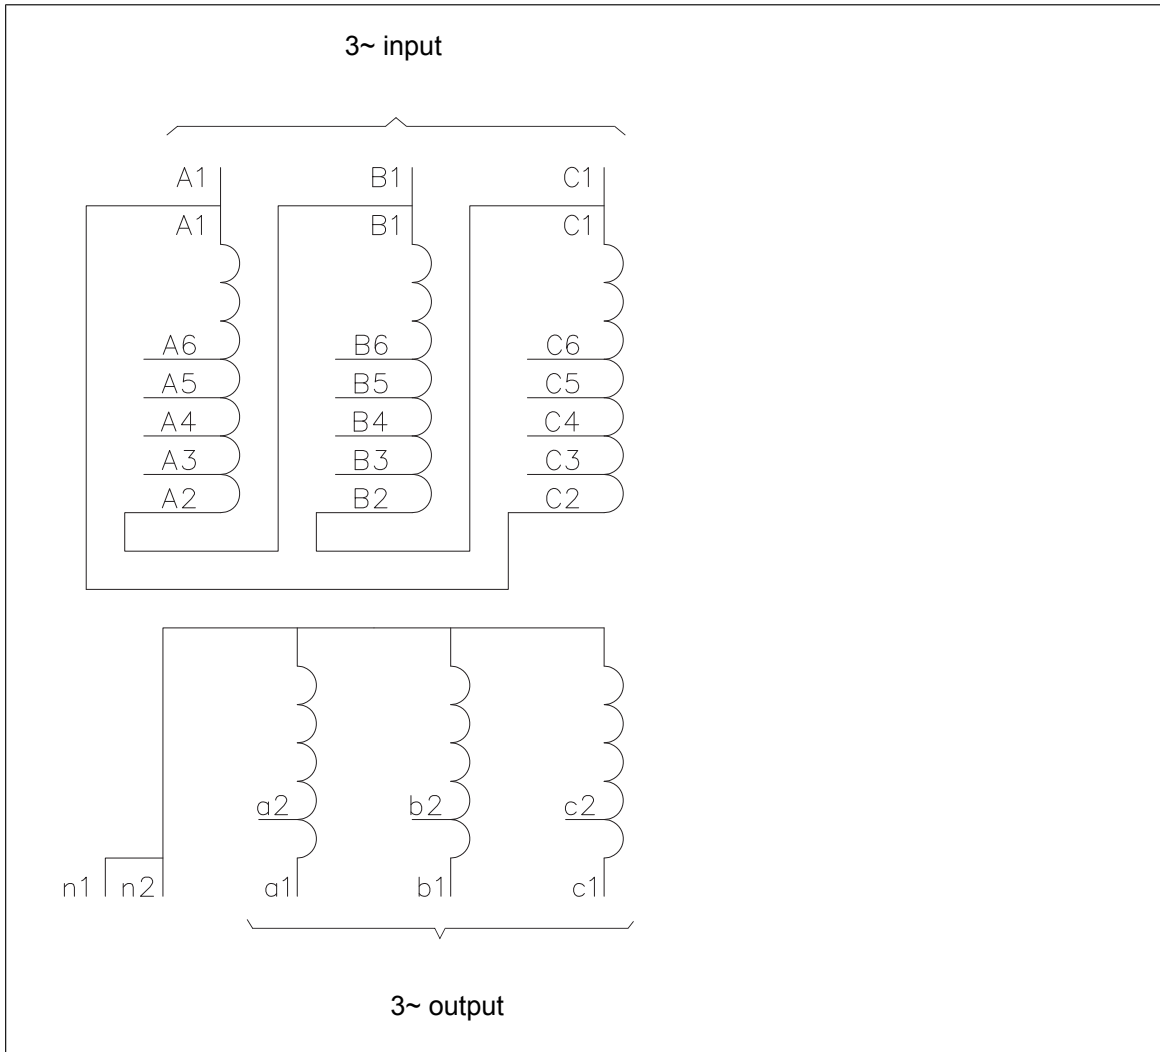 3~ input
A1 B1 C1
A1 B1 C1
A6 B6 C6
A5 B5 C5
A4 B4 C4
A3 B3 C3
A2 B2 C2
a2 b2 c2
n1 n2 a1 b1 c1
3~ output